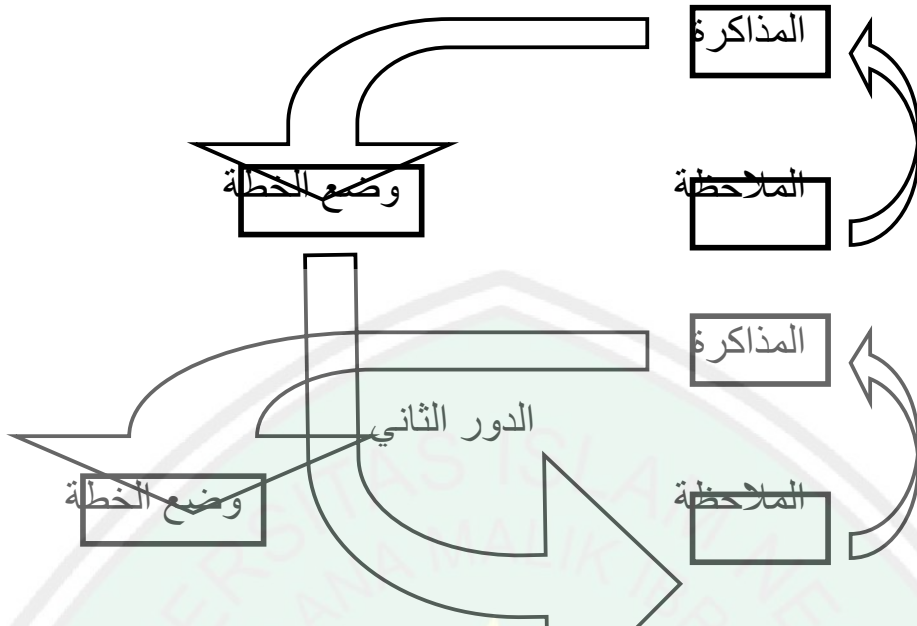 المذاكرة
وضع الخطة
الملاحظة
المذاكرة
الدور الثاني
وضع الخطة
الملاحظة